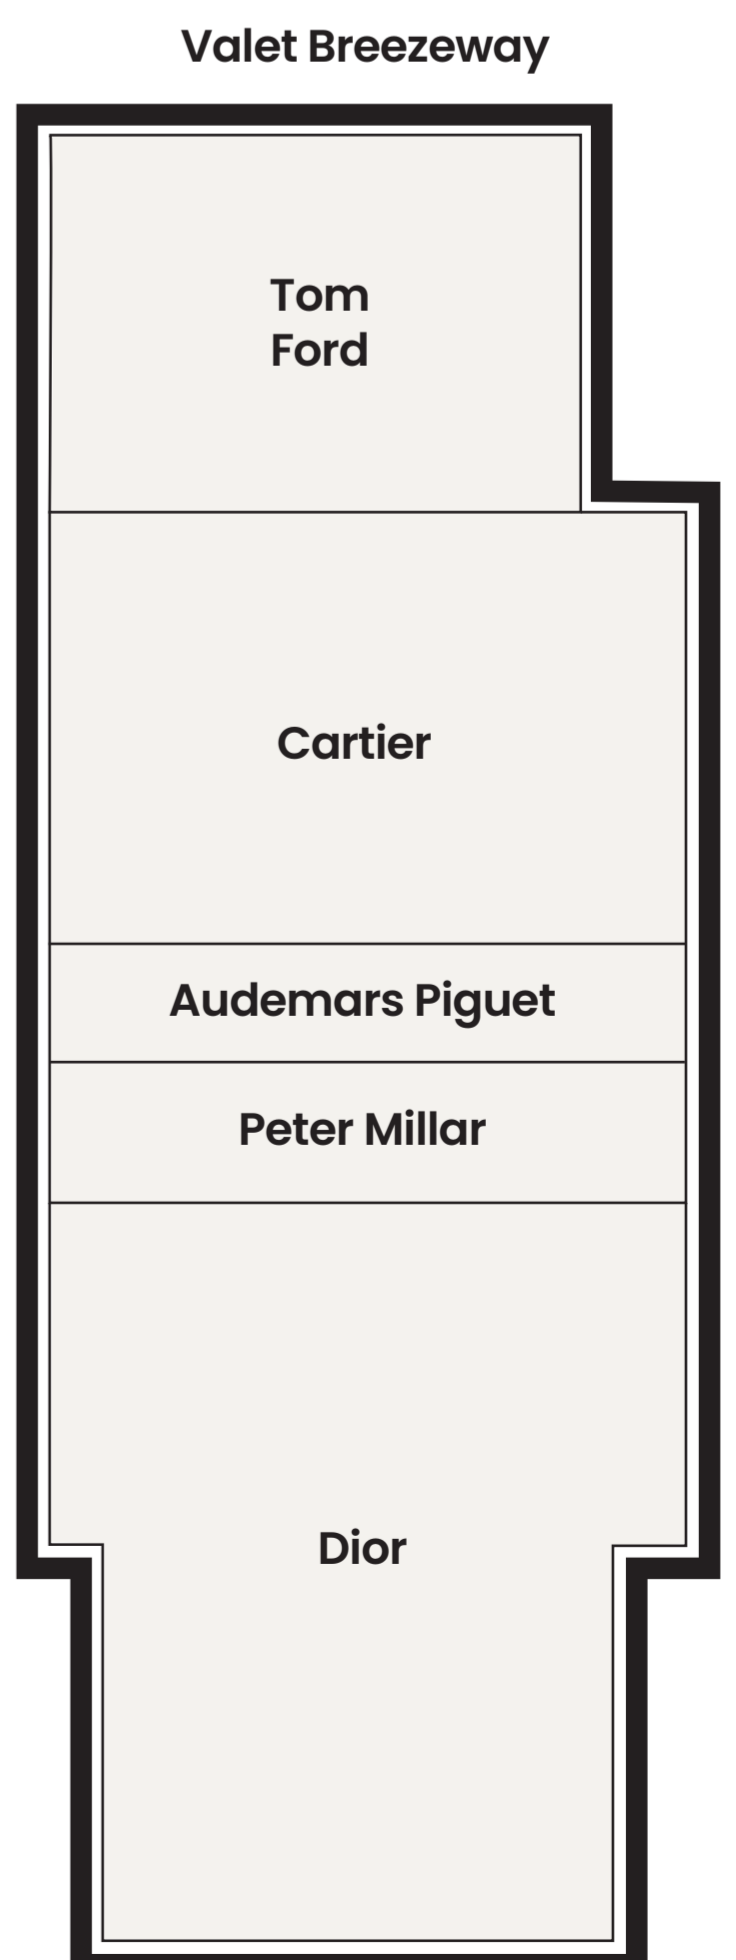 Valet Breezeway
Tom
Ford
Cartier
Audemars Piguet
Peter Millar
Dior